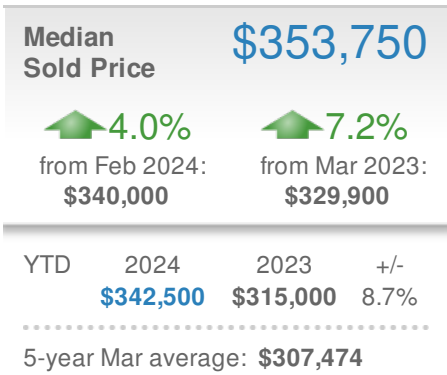 Median
Sold Price
$353,750
4.0%
7.2%
from Feb 2024:
from Mar 2023:
$340,000
$329,900
YTD 2024 2023 +/-
$342,500 $315,000 8.7%
5-year Mar average: $307,474